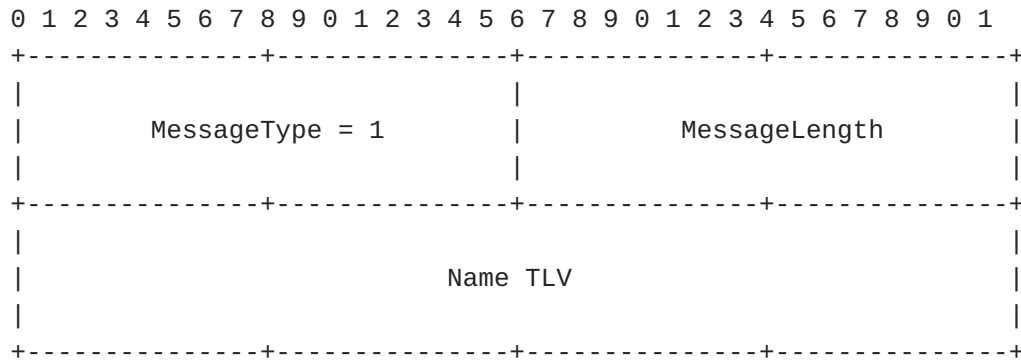 0 1 2 3 4 5 6 7 8 9 0 1 2 3 4 5 6 7 8 9 0 1 2 3 4 5 6 7 8 9 0 1
+---------------+---------------+---------------+---------------+
|                               |                               |
|        MessageType = 1        |          MessageLength        |
|                               |                               |
+---------------+---------------+---------------+---------------+
|                                                               |
|                           Name TLV                            |
|                                                               |
+---------------+---------------+---------------+---------------+